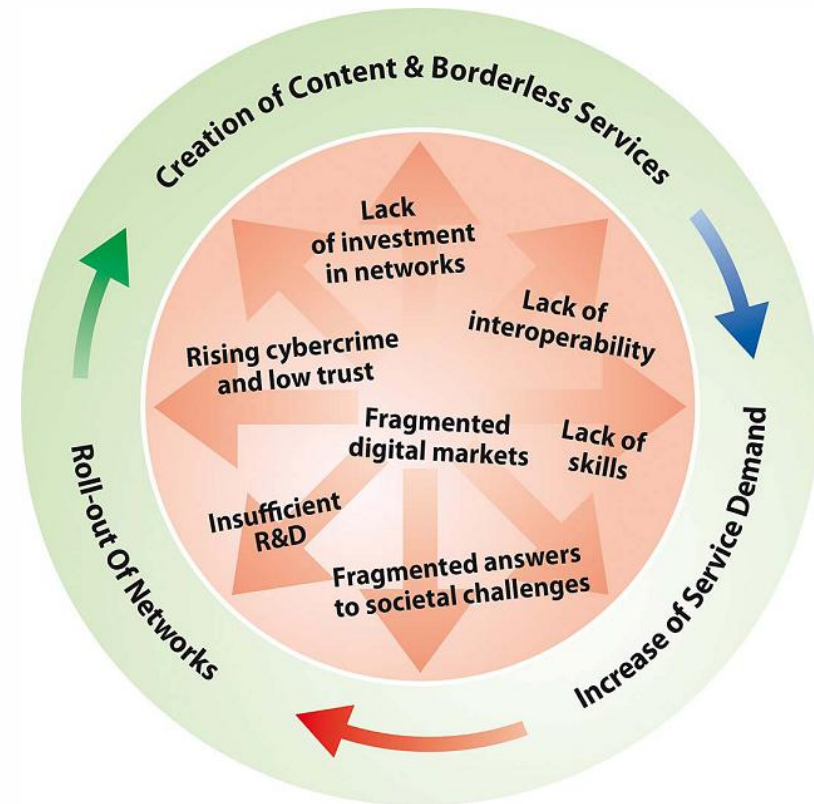 Creation of Content & Borderless Services
Lack
of investment
in networks
Lack of
interoperability
Rising cybercrime
and low trust
Fragmented
digital markets
Lack of
skills
Insufficient
R&D
Fragmented answers
to societal challenges
Increase of Service Demand
Roll-out Of Networks